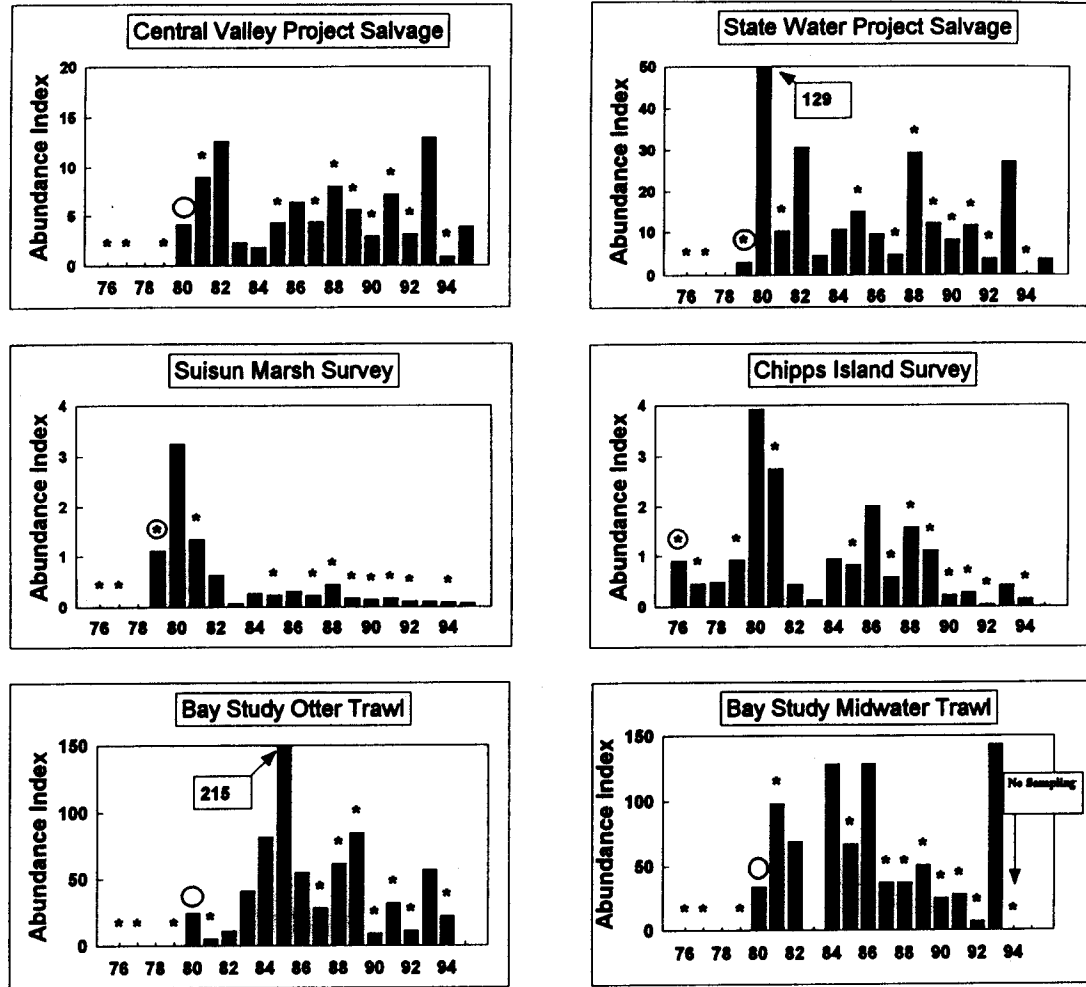 Central Valley Project Salvage
Abundance Index
20
15
10
5
0
* * * * * * * * * * * *
76 78 80 82 84 86 88 90 92 94
State Water Project Salvage
Abundance Index
50
40
30
20
10
0
129
* * * * * * * * * * * *
76 78 80 82 84 86 88 90 92 94
Suisun Marsh Survey
Abundance Index
4
3
2
1
0
* * * * * * * * * * * *
76 78 80 82 84 86 88 90 92 94
Chipps Island Survey
Abundance Index
4
3
2
1
0
* * * * * * * * * * * *
76 78 80 82 84 86 88 90 92 94
Bay Study Otter Trawl
Abundance Index
150
100
50
0
215
* * * * * * * * * * *
76 78 80 82 84 86 88 90 92 94
Bay Study Midwater Trawl
Abundance Index
150
100
50
0
No Sampling
* * * * * * * * * * * *
76 78 80 82 84 86 88 90 92 94